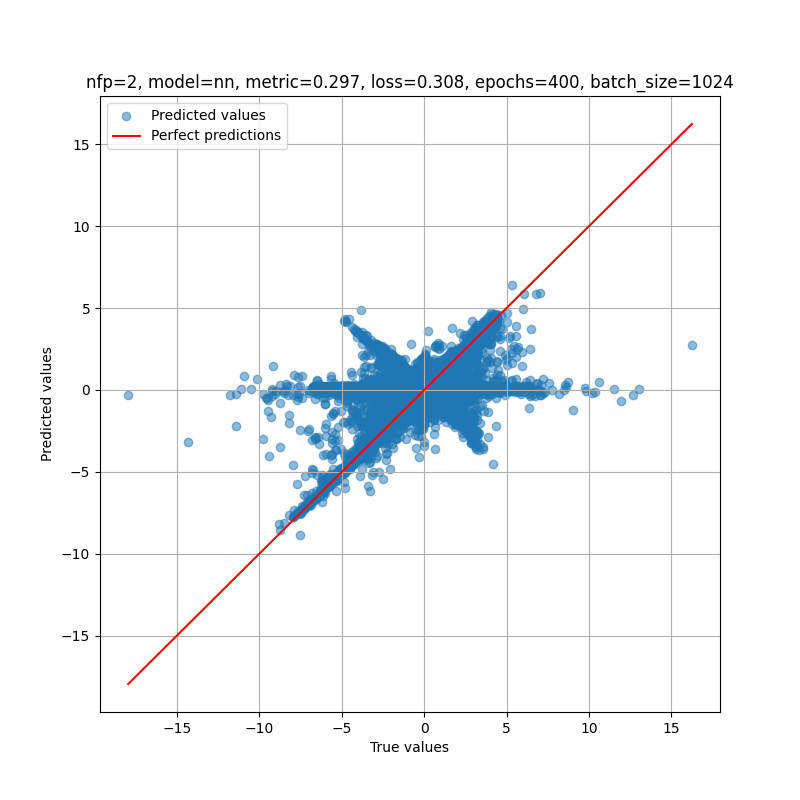 nfp=2, model=nn, metric=0.297, loss=0.308, epochs=400, batch_size=1024
Predicted values
Perfect predictions
15
10
5
0
−5
−10
−15
Predicted values
−15
−10
−5
0
5
10
15
True values